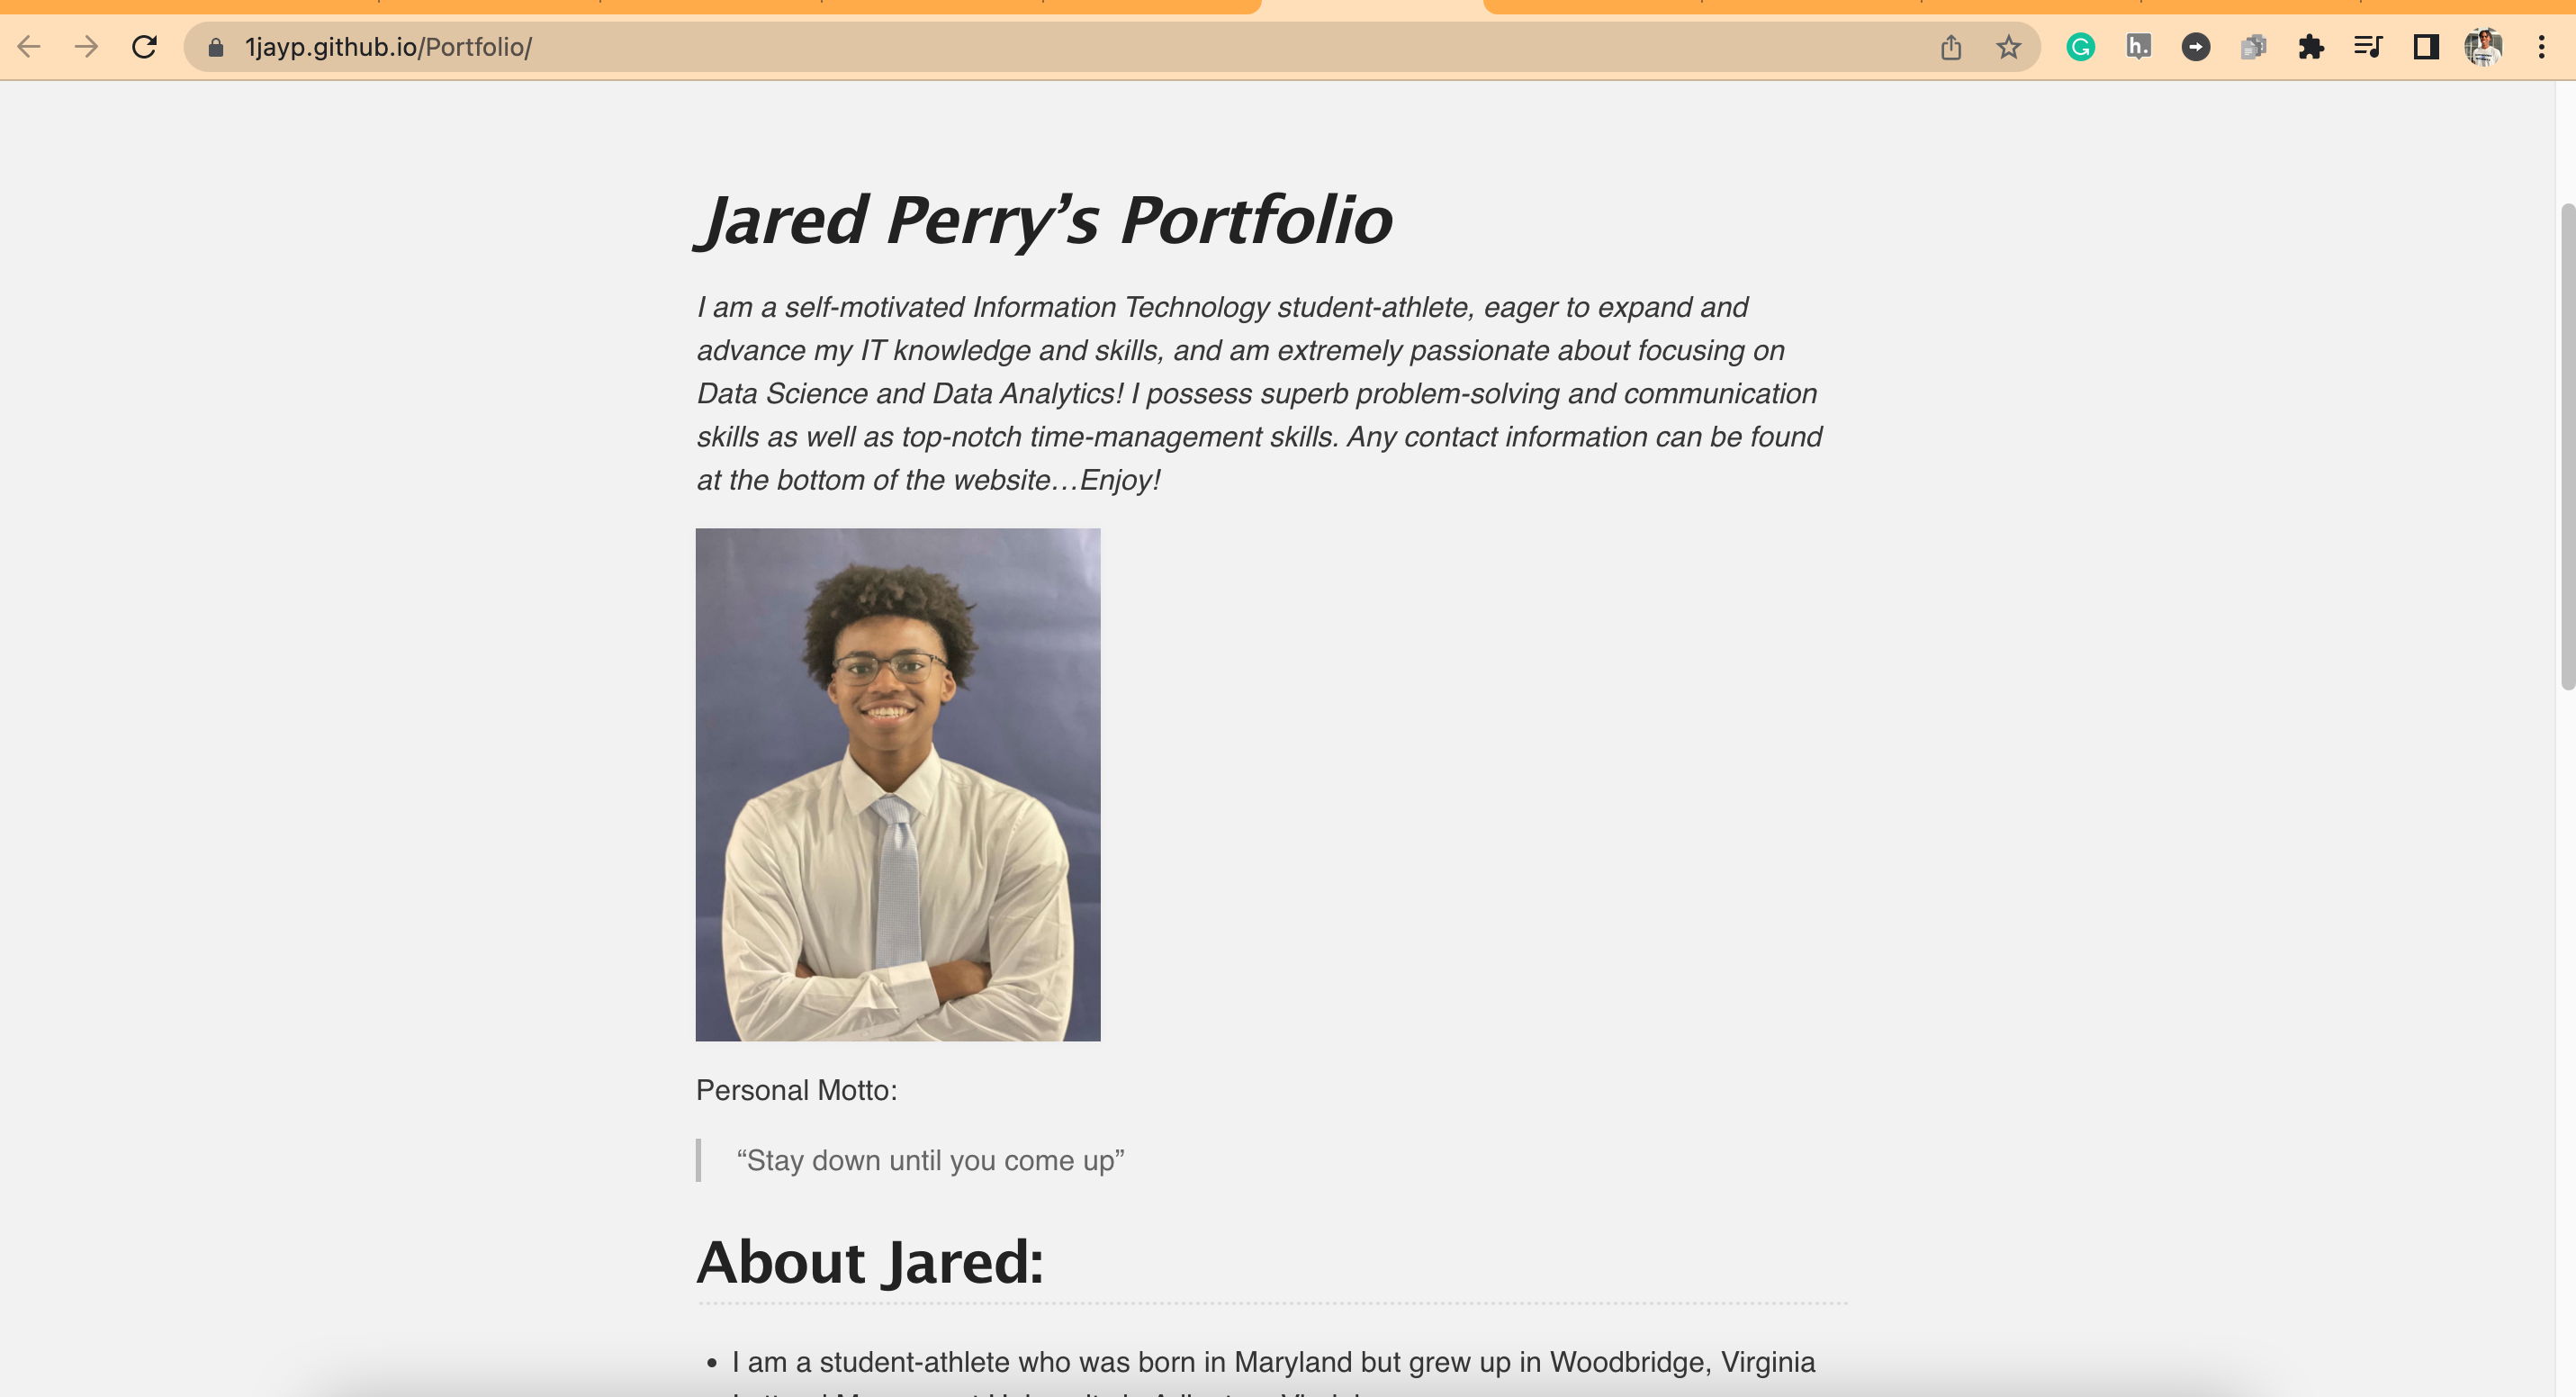 1jayp.github.io/Portfolio/
h.
Jared Perry’s Portfolio
I am a self-motivated Information Technology student-athlete, eager to expand and
advance my IT knowledge and skills, and am extremely passionate about focusing on
Data Science and Data Analytics! I possess superb problem-solving and communication
skills as well as top-notch time-management skills. Any contact information can be found
at the bottom of the website…Enjoy!
Personal Motto:
“Stay down until you come up”
About Jared:
• I am a student-athlete who was born in Maryland but grew up in Woodbridge, Virginia